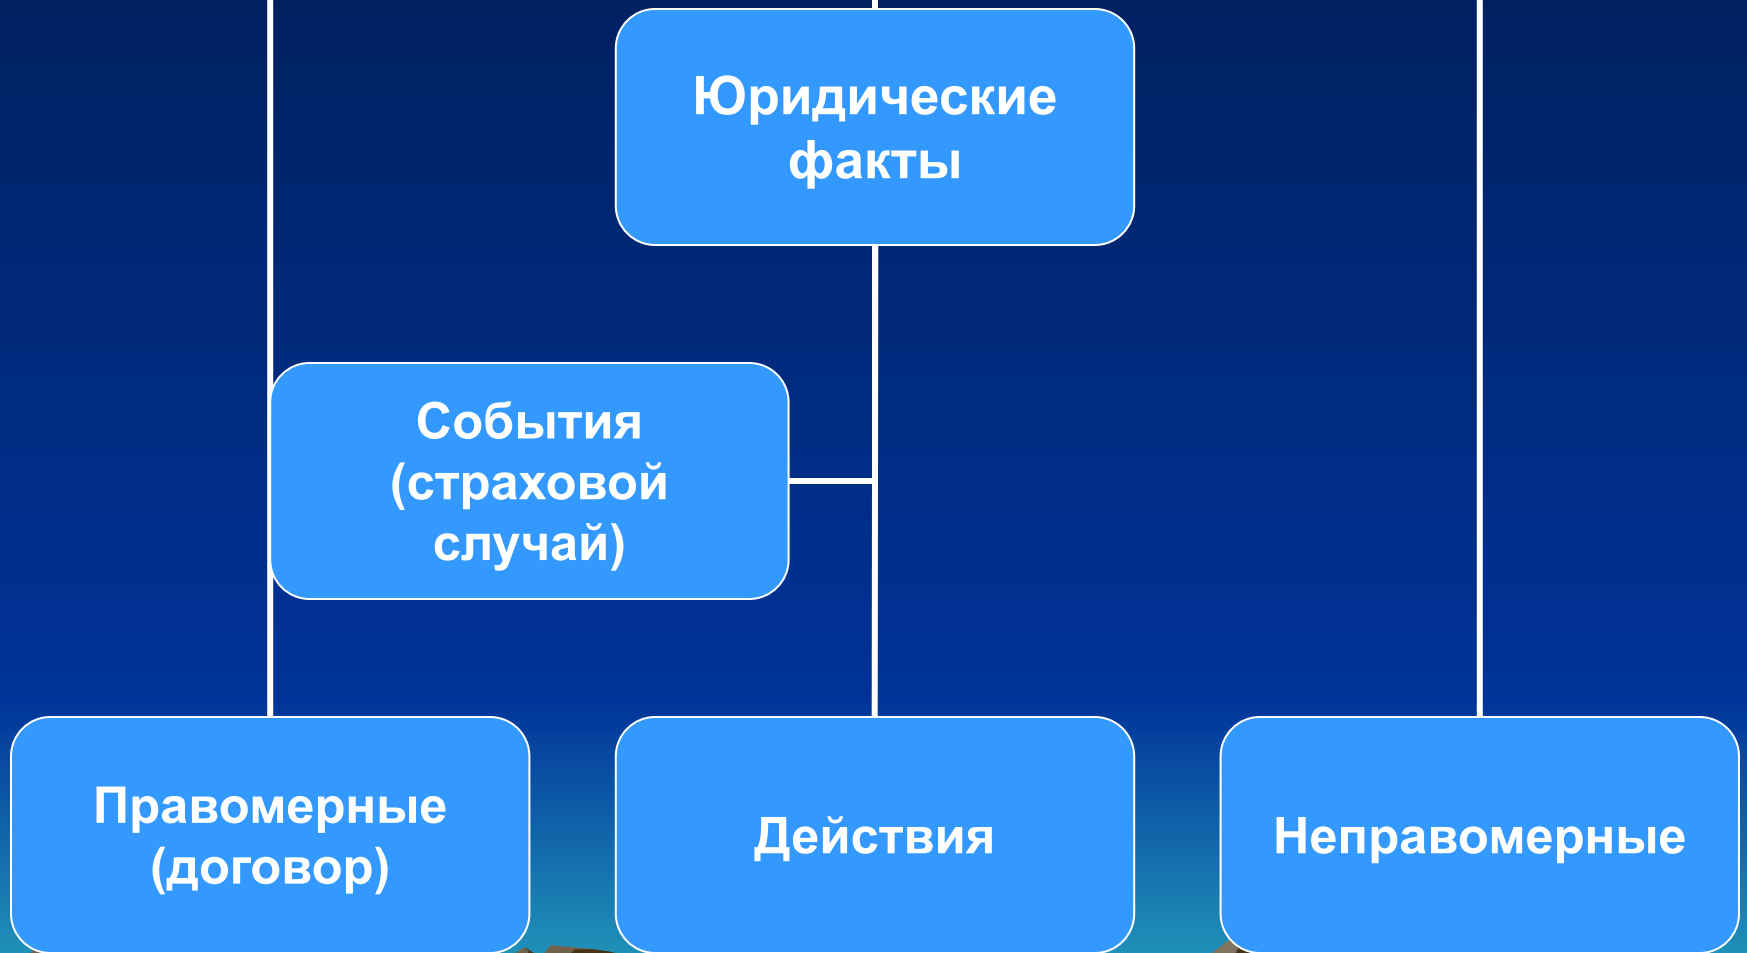 Юридические
факты
События
(страховой
случай)
Правомерные
(договор)
Действия
Неправомерные